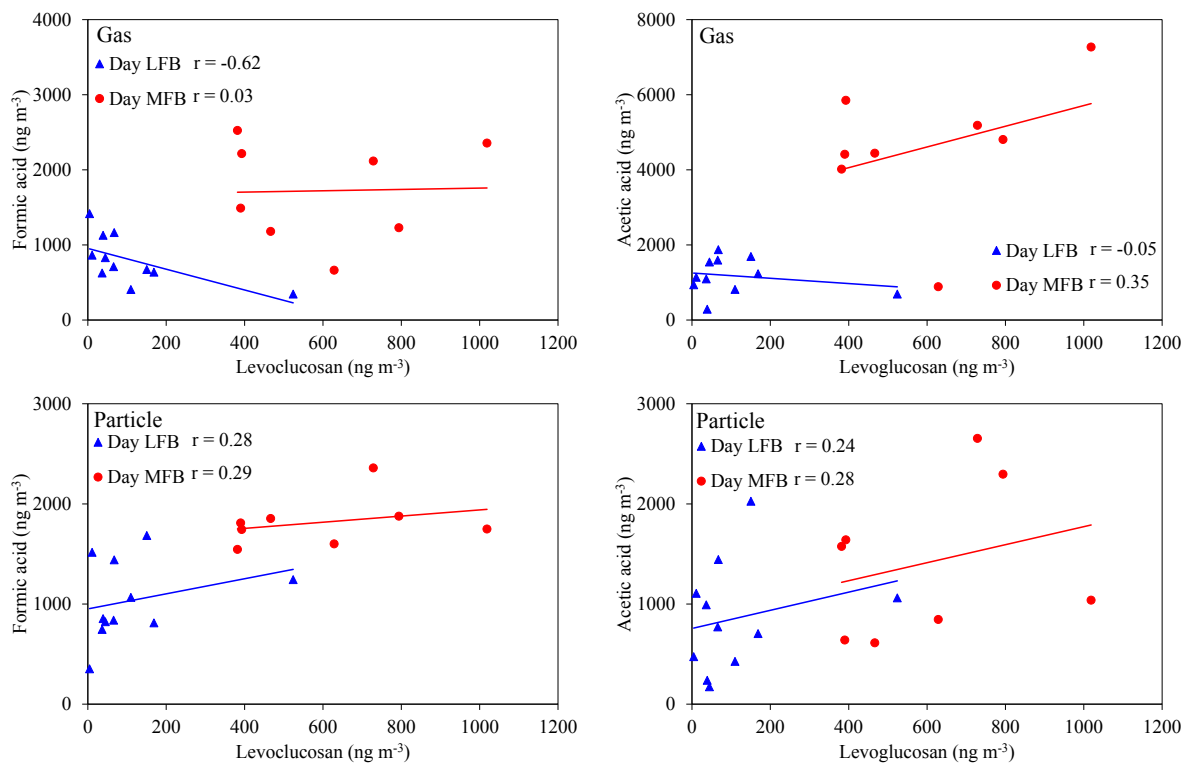 Gas
Day LFB r = -0.62
Day MFB r = 0.03
4000
3000
2000
1000
0
Formic acid (ng m-3)
0 200 400 600 800 1000 1200
Levoclucosan (ng m-3)
Gas
8000
6000
4000
2000
0
Acetic acid (ng m-3)
Day LFB r = -0.05
Day MFB r = 0.35
0 200 400 600 800 1000 1200
Levoglucosan (ng m-3)
Particle
Day LFB r = 0.28
Day MFB r = 0.29
3000
2000
1000
0
Formic acid (ng m-3)
0 200 400 600 800 1000 1200
Levoclucosan (ng m-3)
Particle
Day LFB r = 0.24
Day MFB r = 0.28
3000
2000
1000
0
Acetic acid (ng m-3)
0 200 400 600 800 1000 1200
Levoglucosan (ng m-3)